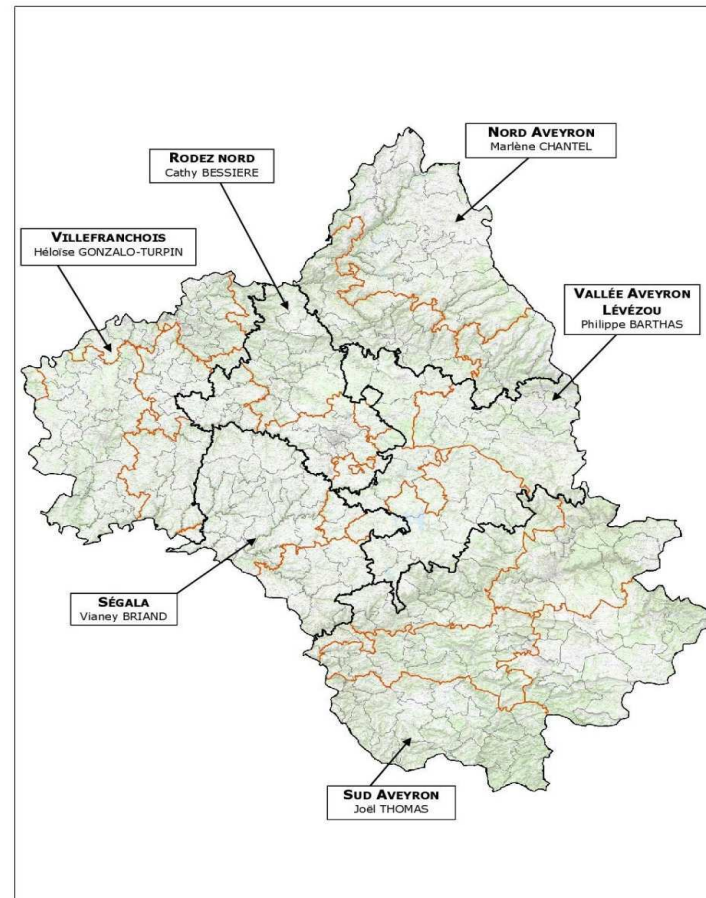 NORD AVEYRON
Marlène CHANTEL
RODEZ NORD
Cathy BESSIERE
VILLEFRANCHOIS
Héloïse GONZALO-TURPIN
VALLÉE AVEYRON
LÉVÉZOU
Philippe BARTHAS
SÉGALA
Vianey BRIAND
SUD AVEYRON
Joël THOMAS